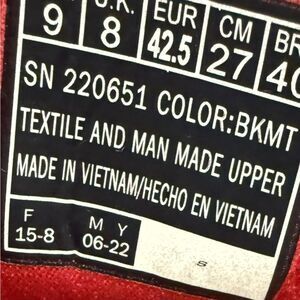 U.K. EUR CM BR
9 8 42.5 27 40
SN 220651 COLOR:BKMT
TEXTILE AND MAN MADE UPPER
MADE IN VIETNAM/HECHO EN VIETNAM
F M Y
15-8 06-22
S